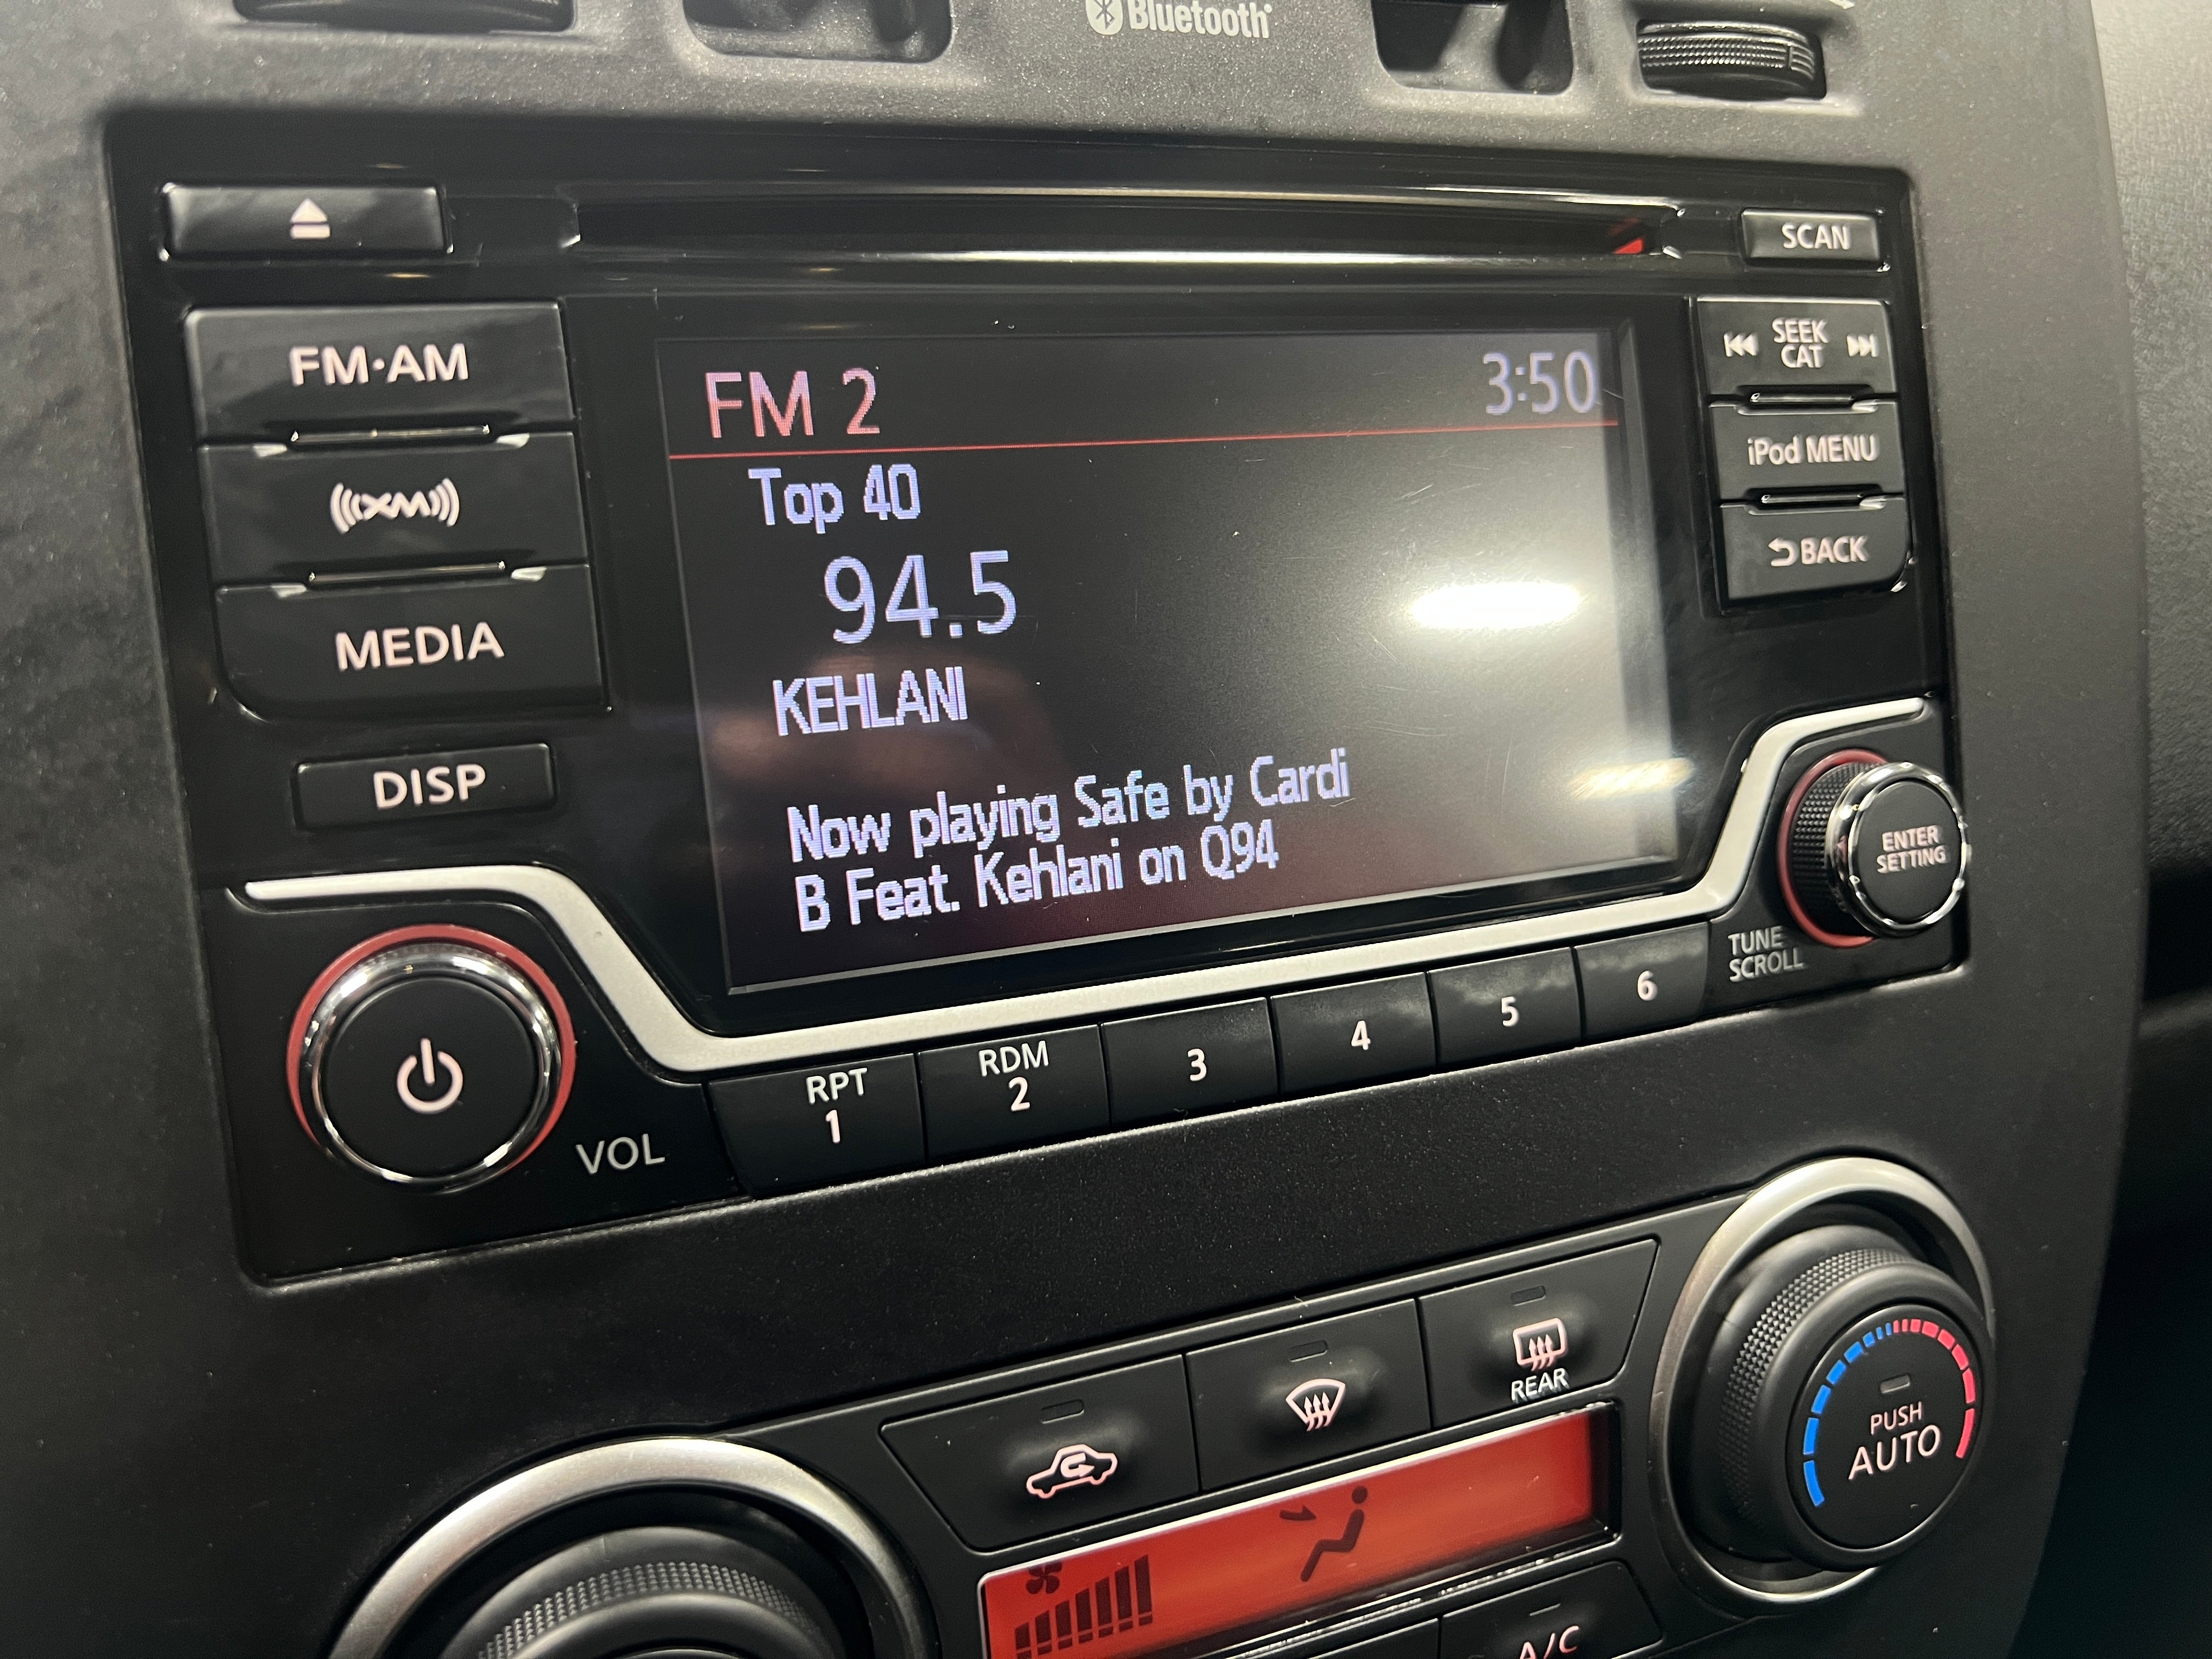 Bluetooth
SCAN
FM·AM
SEEK
CAT
iPod MENU
BACK
XM
MEDIA
DISP
FM 2
3:50
Top 40
94.5
KEHLANI
Now playing Safe by Cardi
B Feat. Kehlani on Q94
ENTER
SETTING
TUNE
SCROLL
VOL
RPT
1
RDM
2
3
4
5
6
REAR
PUSH
AUTO
A/C